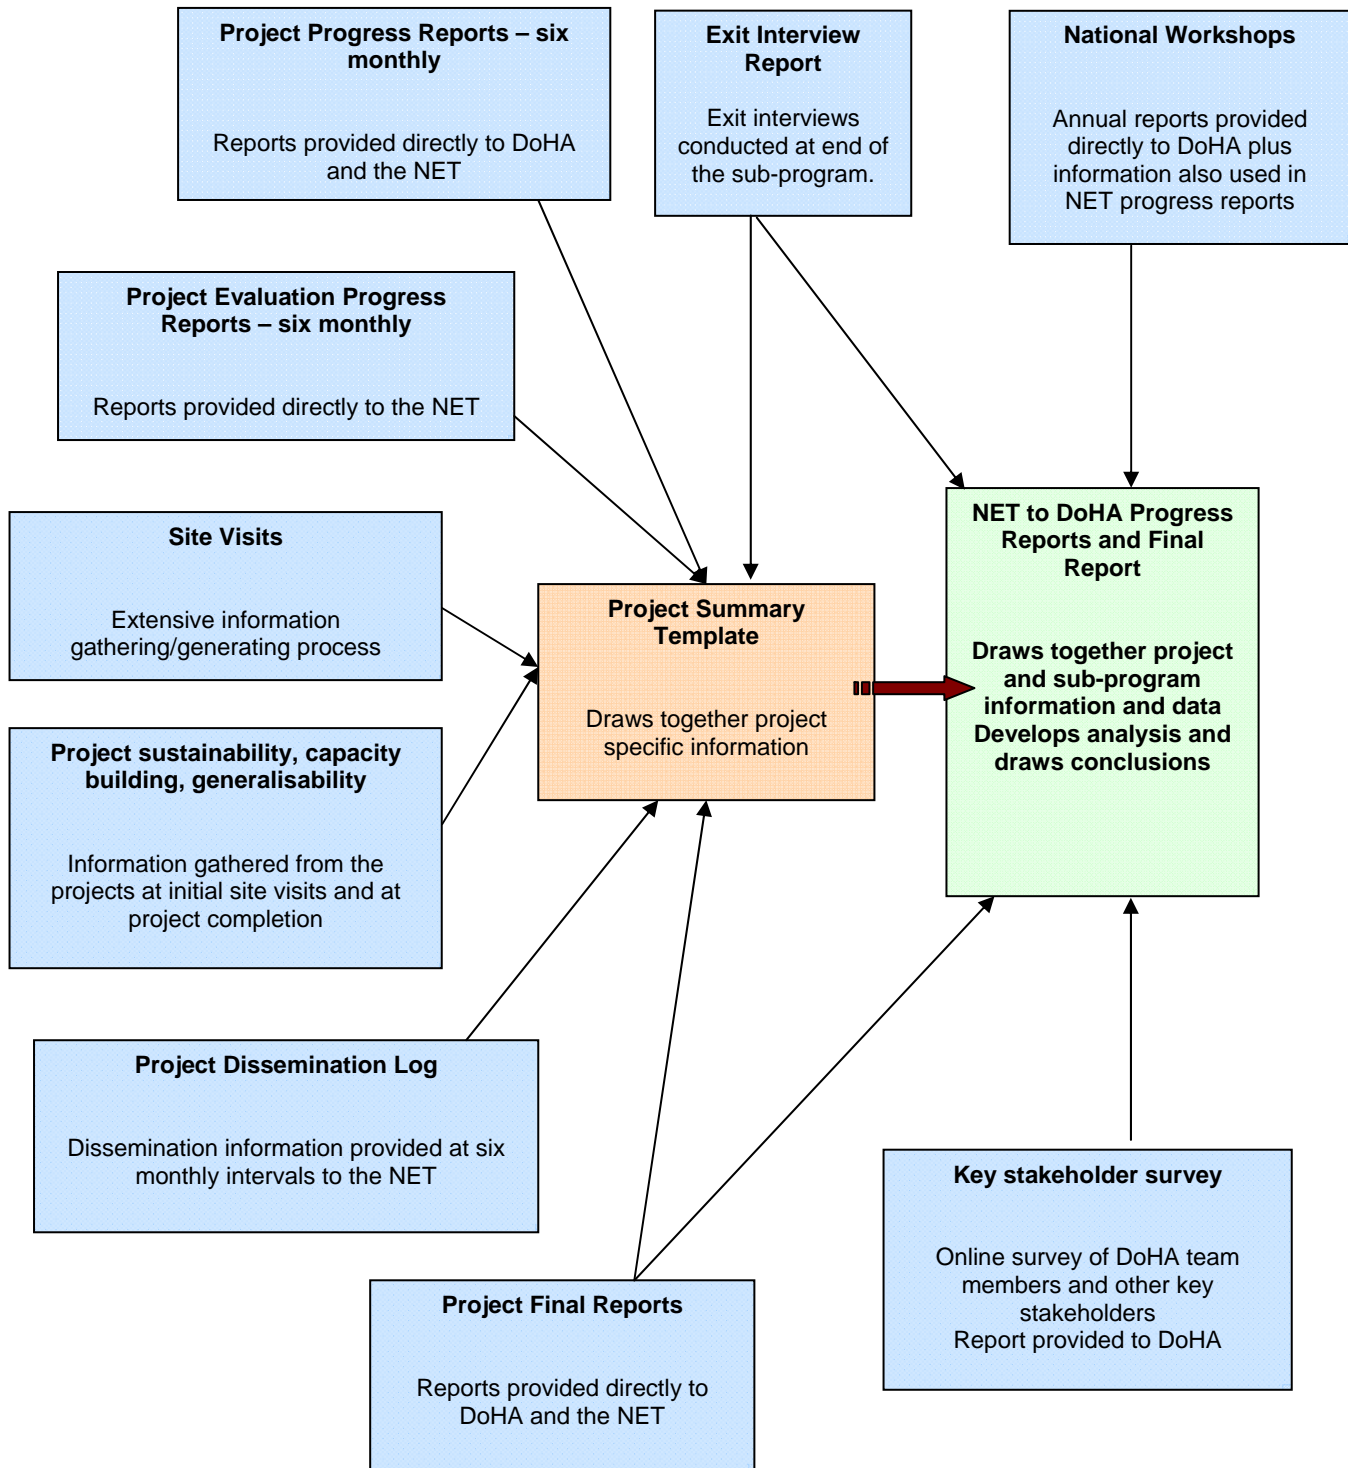 Project Progress Reports – six
monthly
Reports provided directly to DoHA
and the NET
Exit Interview
Report
Exit interviews
conducted at end of
the sub-program.
National Workshops
Annual reports provided
directly to DoHA plus
information also used in
NET progress reports
Project Evaluation Progress
Reports – six monthly
Reports provided directly to the NET
Site Visits
Extensive information
gathering/generating process
Project Summary
Template
Draws together project
specific information
NET to DoHA Progress
Reports and Final
Report
Draws together project
and sub-program
information and data
Develops analysis and
draws conclusions
Project sustainability, capacity
building, generalisability
Information gathered from the
projects at initial site visits and at
project completion
Project Dissemination Log
Dissemination information provided at six
monthly intervals to the NET
Key stakeholder survey
Online survey of DoHA team
members and other key
stakeholders
Report provided to DoHA
Project Final Reports
Reports provided directly to
DoHA and the NET